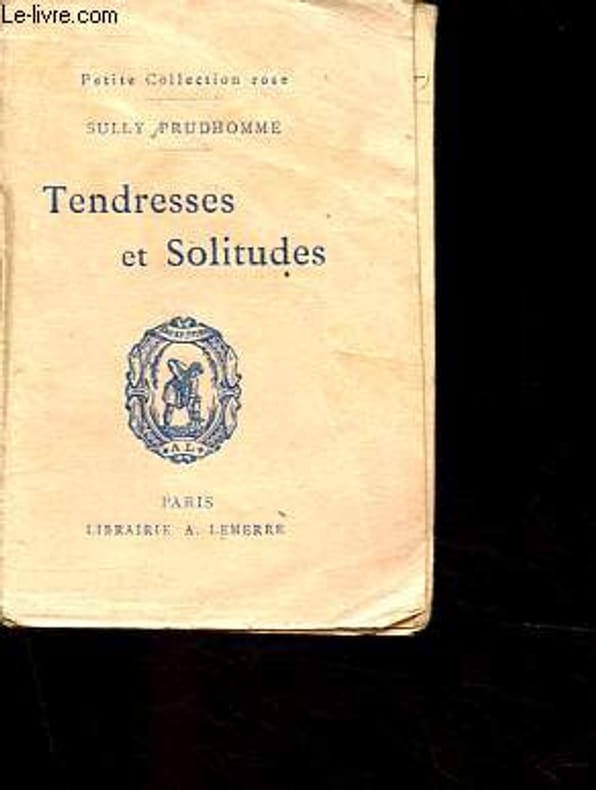 Le-livre.com
Petite Collection rose
SULLY PRUDHOMME
Tendresses
et Solitudes
A L
PARIS
LIBRAIRIE A. LEMERRE